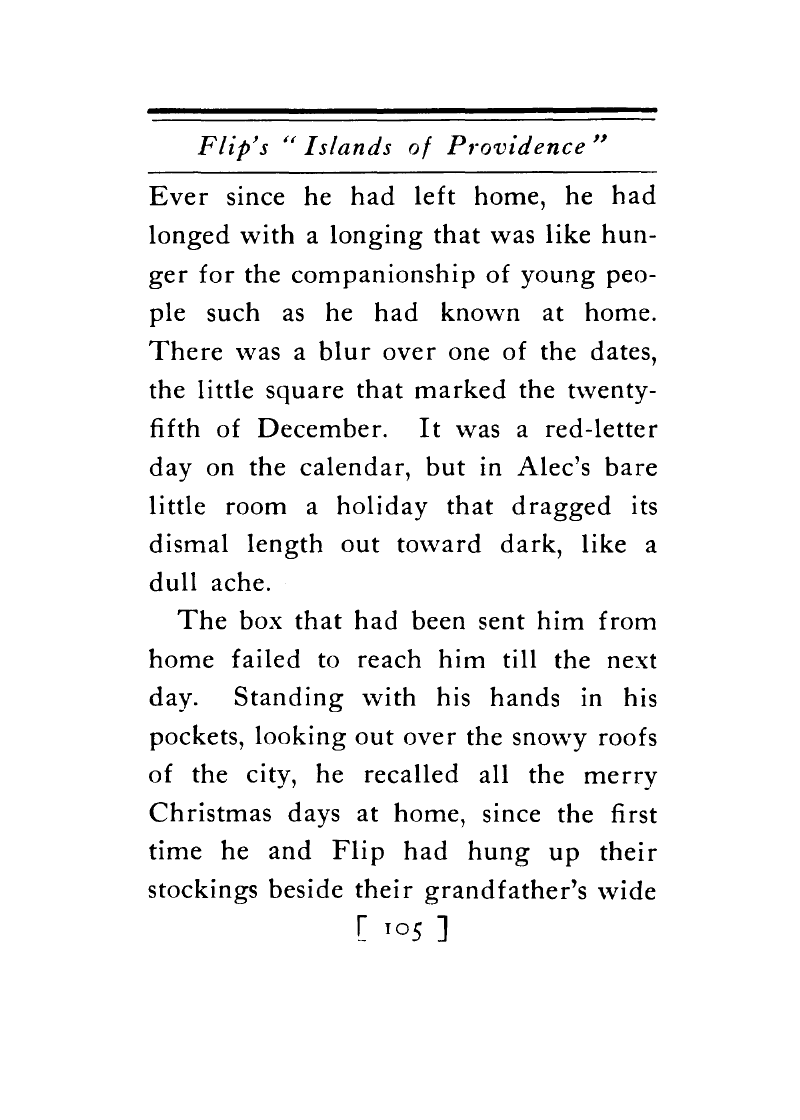 Flip's “Islands of Providence”
Ever since he had left home, he had
longed with a longing that was like hun-
ger for the companionship of young peo-
ple such as he had known at home.
There was a blur over one of the dates,
the little square that marked the twenty-
fifth of December. It was a red-letter
day on the calendar, but in Alec's bare
little room a holiday that dragged its
dismal length out toward dark, like a
dull ache.
The box that had been sent him from
home failed to reach him till the next
day. Standing with his hands in his
pockets, looking out over the snowy roofs
of the city, he recalled all the merry
Christmas days at home, since the first
time he and Flip had hung up their
stockings beside their grandfather's wide
[ 105 ]